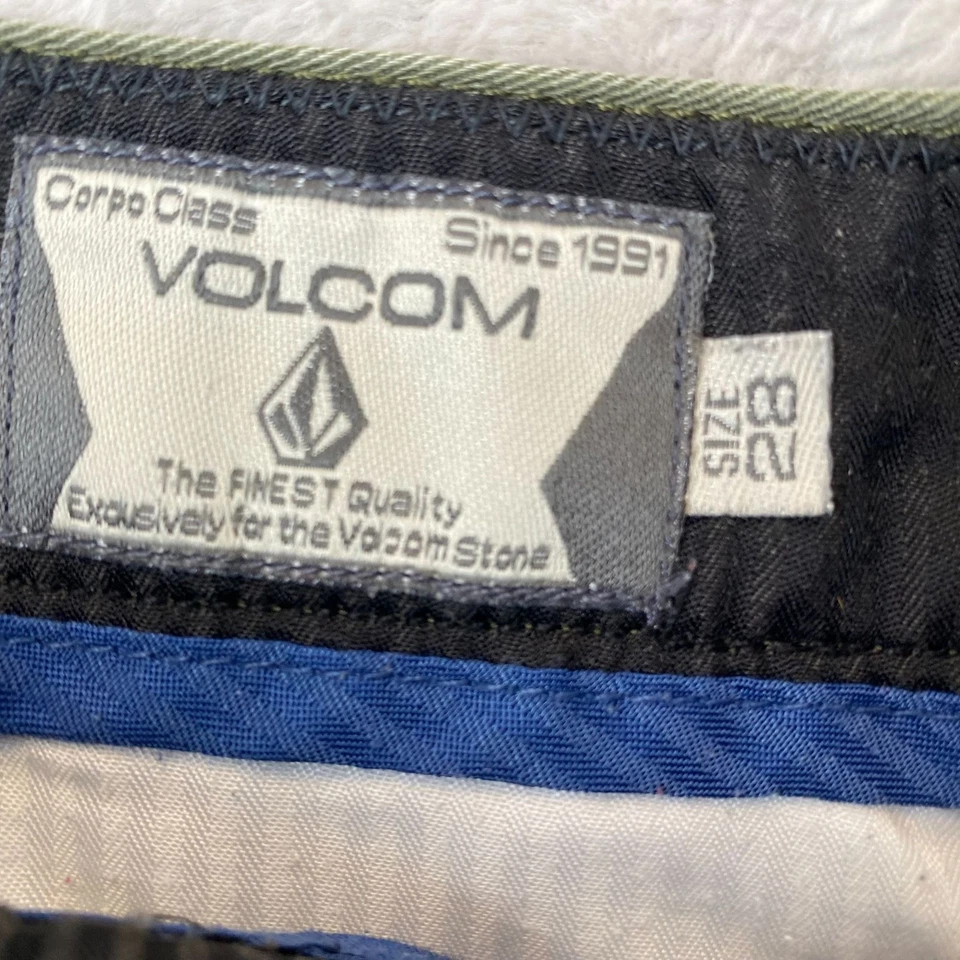 Corpo Class
Since 1991
VOLCOM
The FINEST Quality
Exclusively for the Volcom Stone
SIZE
28